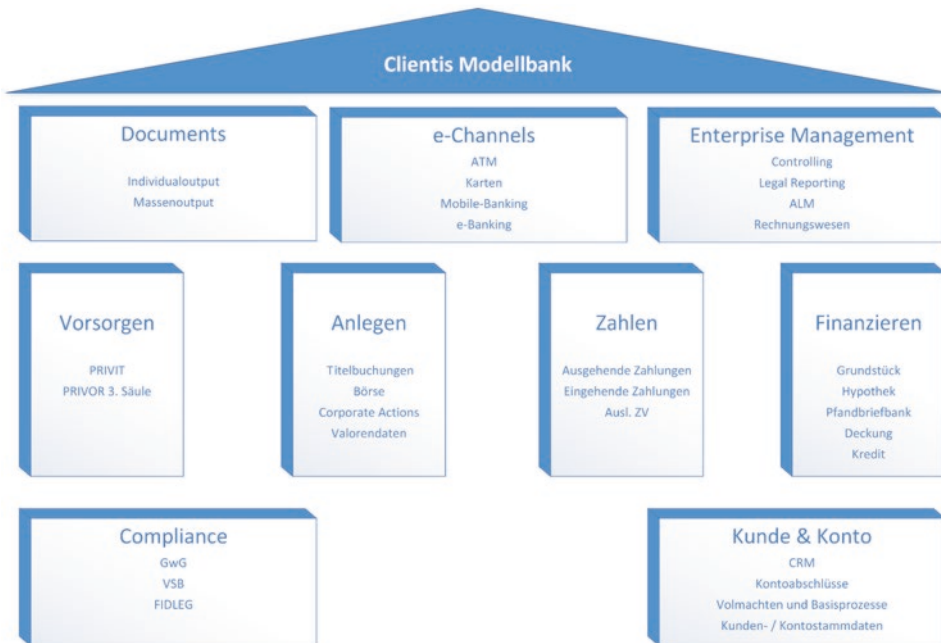 Clientis Modellbank
Documents
Individualoutput
Massenoutput
e-Channels
ATM
Karten
Mobile-Banking
e-Banking
Enterprise Management
Controlling
Legal Reporting
ALM
Rechnungswesen
Vorsorgen
PRIVIT
PRIVOR 3. Säule
Anlegen
Titelbuchungen
Börse
Corporate Actions
Valorendaten
Zahlen
Ausgehende Zahlungen
Eingehende Zahlungen
Ausl. ZV
Finanzieren
Grundstück
Hypothek
Pfandbriefbank
Deckung
Kredit
Compliance
GwG
VSB
FIDLEG
Kunde & Konto
CRM
Kontoabschlüsse
Volmachten und Basisprozesse
Kunden- / Kontostammdaten